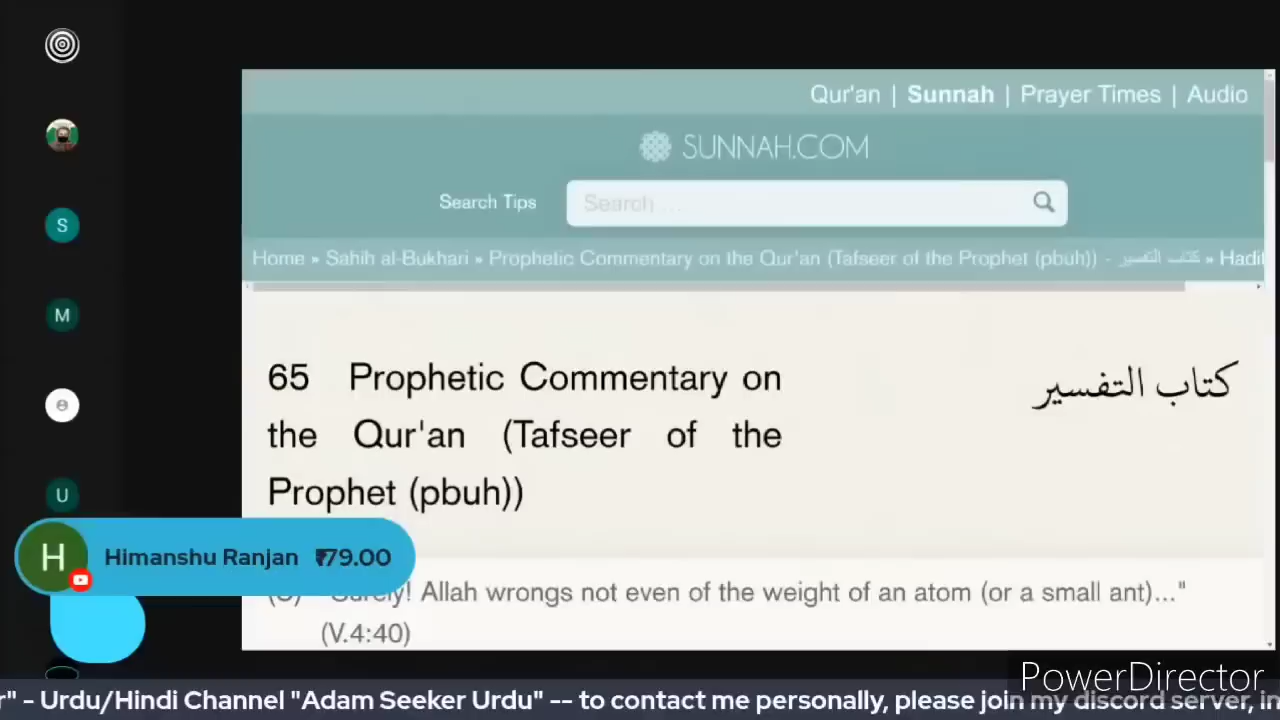 Qur'an | Sunnah | Prayer Times | Audio
SUNNAH.COM
Search Tips
Search ...
Home » Sahih al-Bukhari » Prophetic Commentary on the Qur'an (Tafseer of the Prophet (pbuh)) - كتاب التفسير » Hadit
65 Prophetic Commentary on
the Qur'an (Tafseer of the
Prophet (pbuh))
كتاب التفسير
S
M
U
H
Himanshu Ranjan ₹79.00
"Surely! Allah wrongs not even of the weight of an atom (or a small ant)..."
(V.4:40)
PowerDirector
r" - Urdu/Hindi Channel "Adam Seeker Urdu" -- to contact me personally, please join my discord server, in